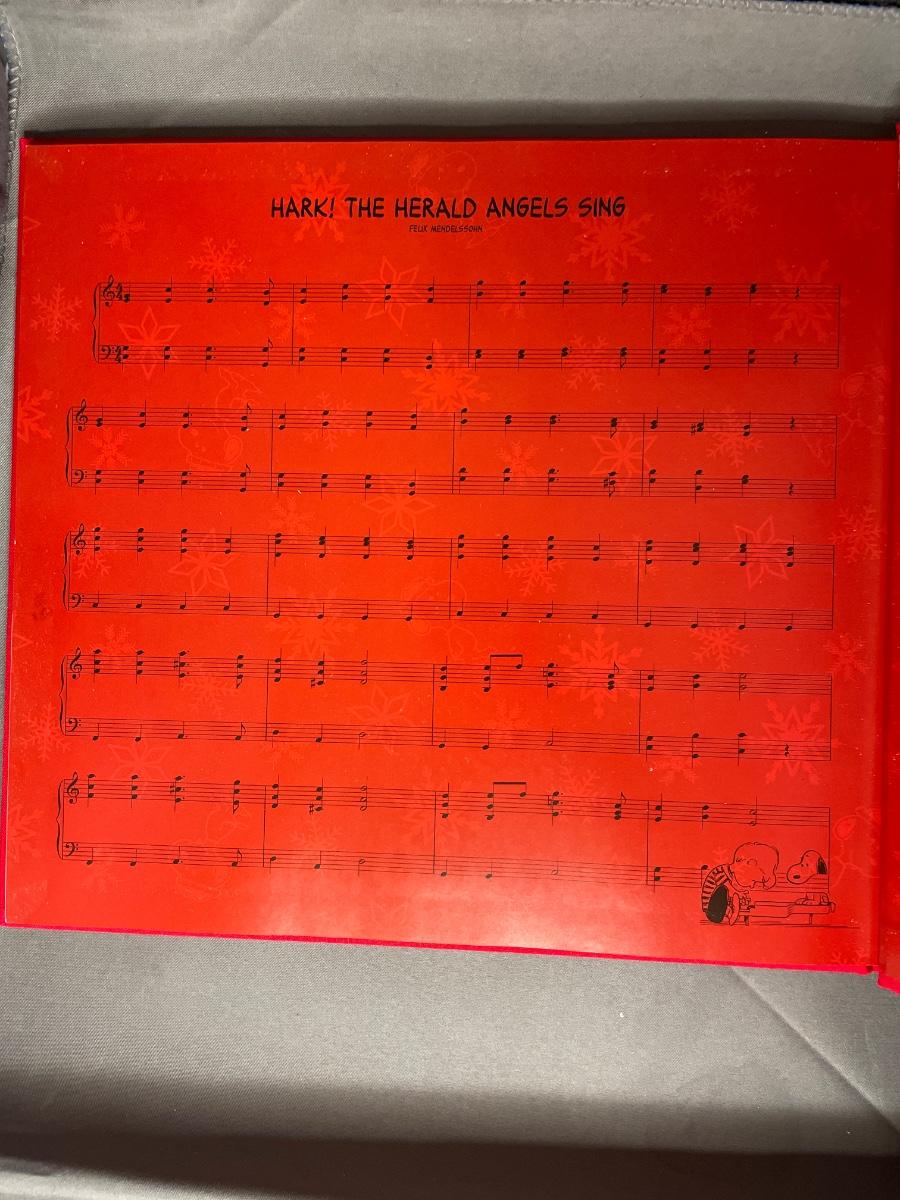 HARK! THE HERALD ANGELS SING
FELIX MENDELSSOHN